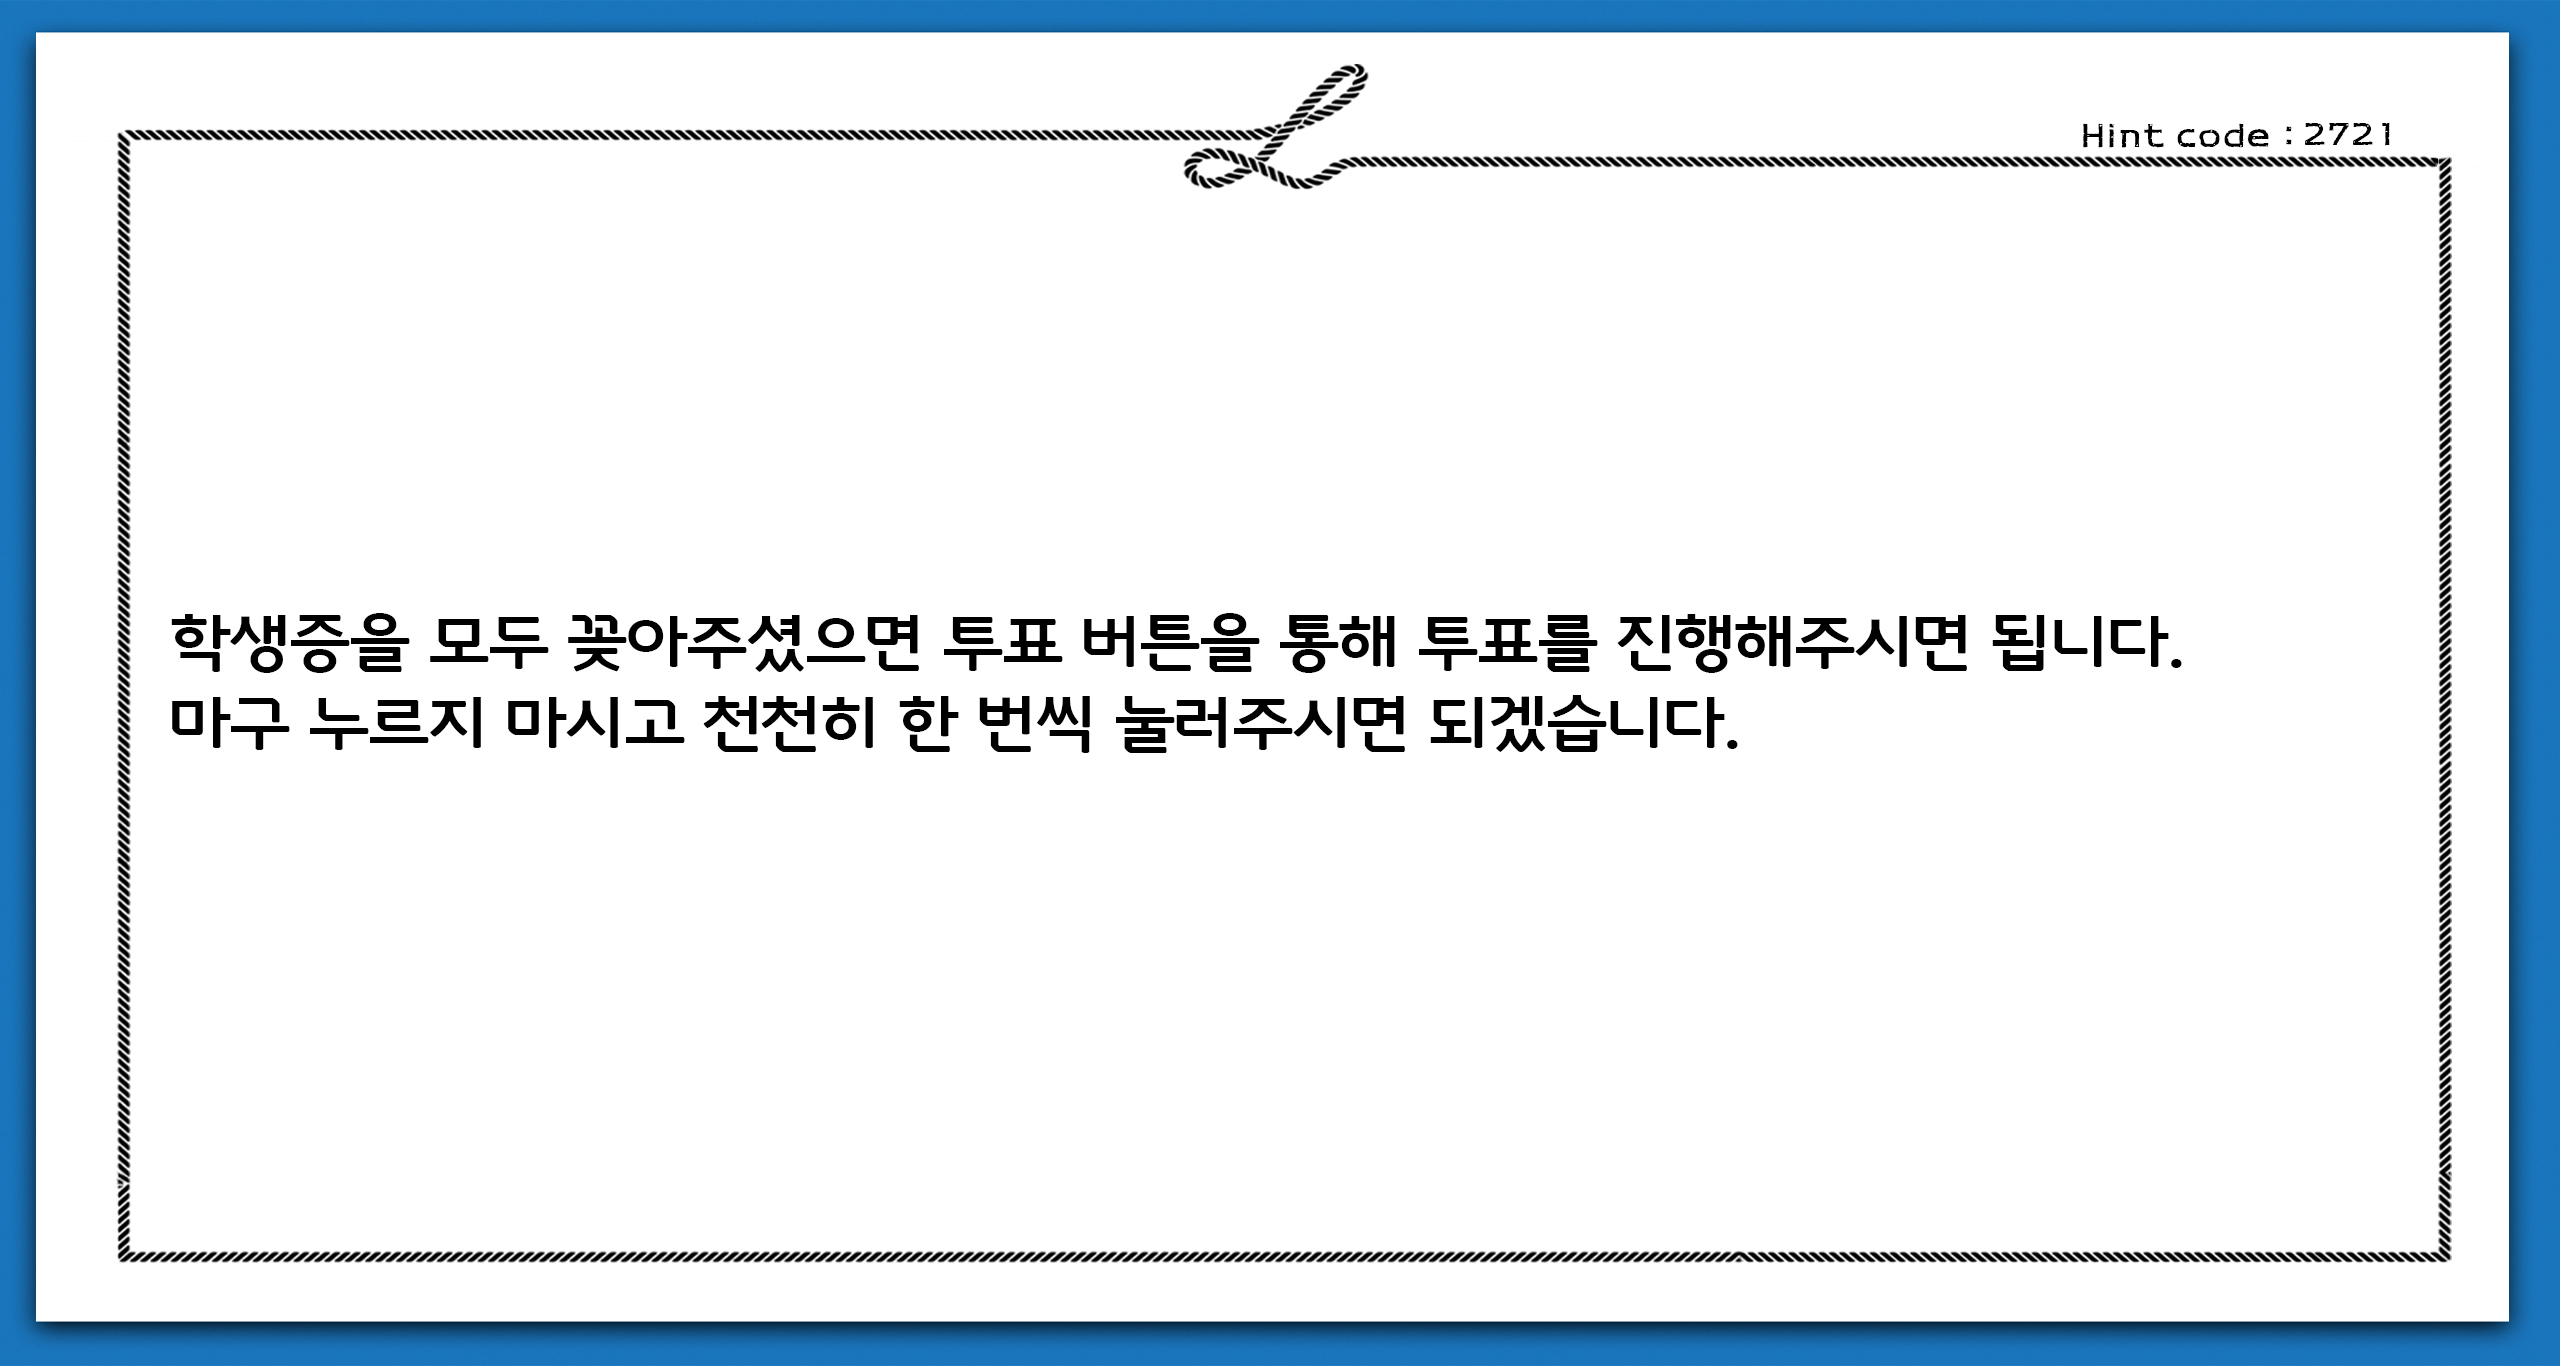 Hint code : 2721
학생증을 모두 꽂아주셨으면 투표 버튼을 통해 투표를 진행해주시면 됩니다.
마구 누르지 마시고 천천히 한 번씩 눌러주시면 되겠습니다.